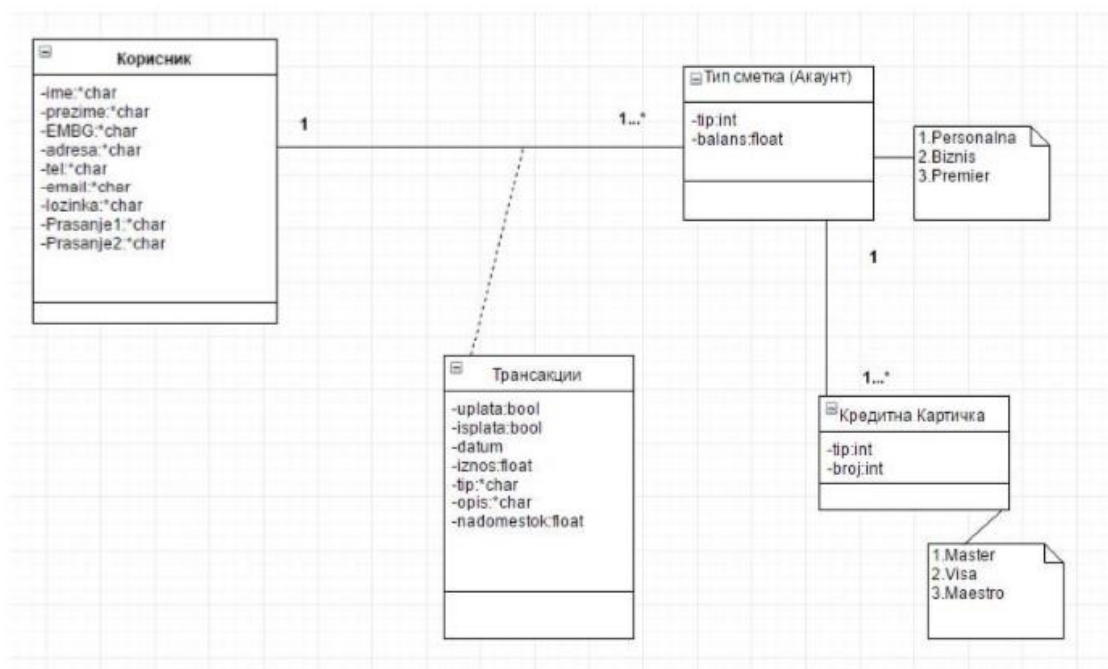 Корисник
-ime:*char
-prezime:*char
-EMBG:*char
-adresa:*char
-tel:*char
-email:*char
-lozinka:*char
-Prasanje1:*char
-Prasanje2:*char
1
1...*
Тип сметка (Акаунт)
-tip:int
-balans:float
1.Personalna
2.Biznis
3.Premier
1
1...*
Трансакции
-uplata:bool
-isplata:bool
-datum
-iznos:float
-tip:*char
-opis:*char
-nadomestok:float
Кредитна Картичка
-tip:int
-broj:int
1.Master
2.Visa
3.Maestro